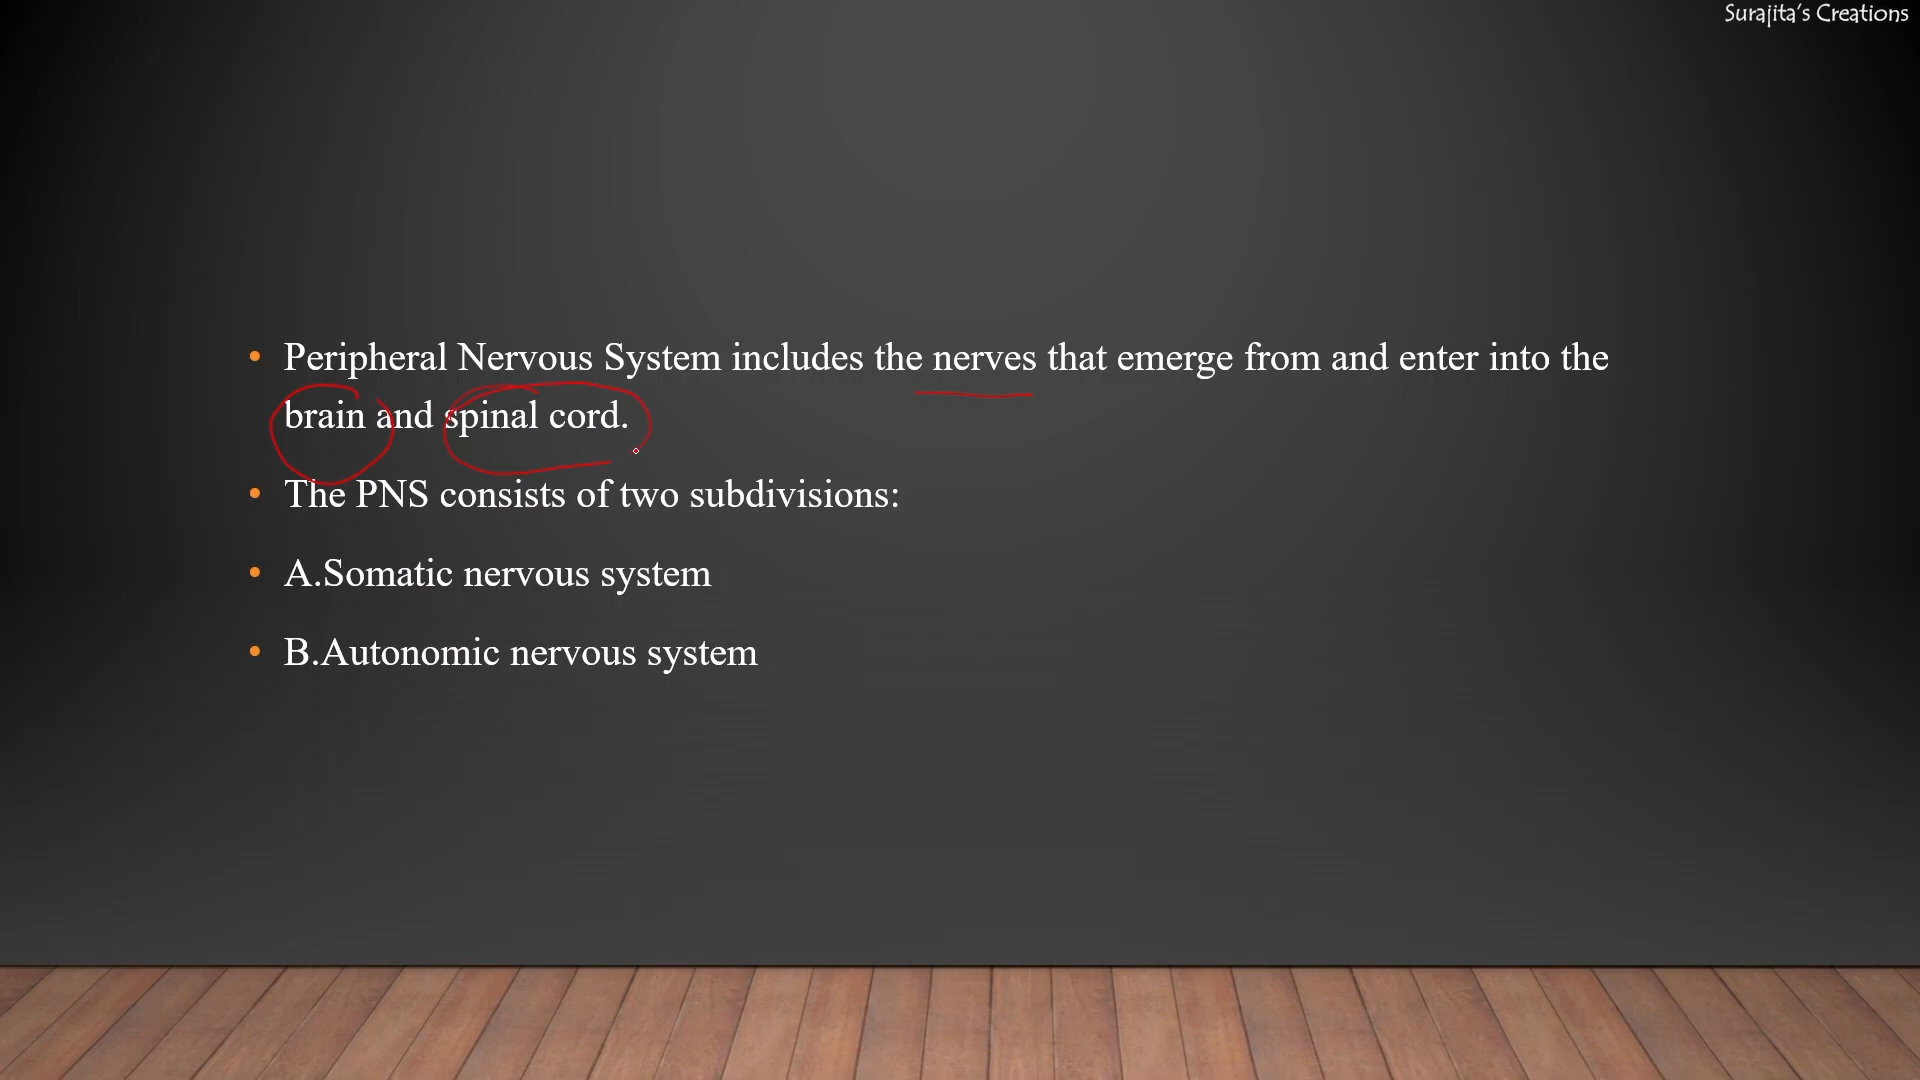 Surajita's Creations
• Peripheral Nervous System includes the nerves that emerge from and enter into the
brain and spinal cord.
• The PNS consists of two subdivisions:
• A.Somatic nervous system
• B.Autonomic nervous system